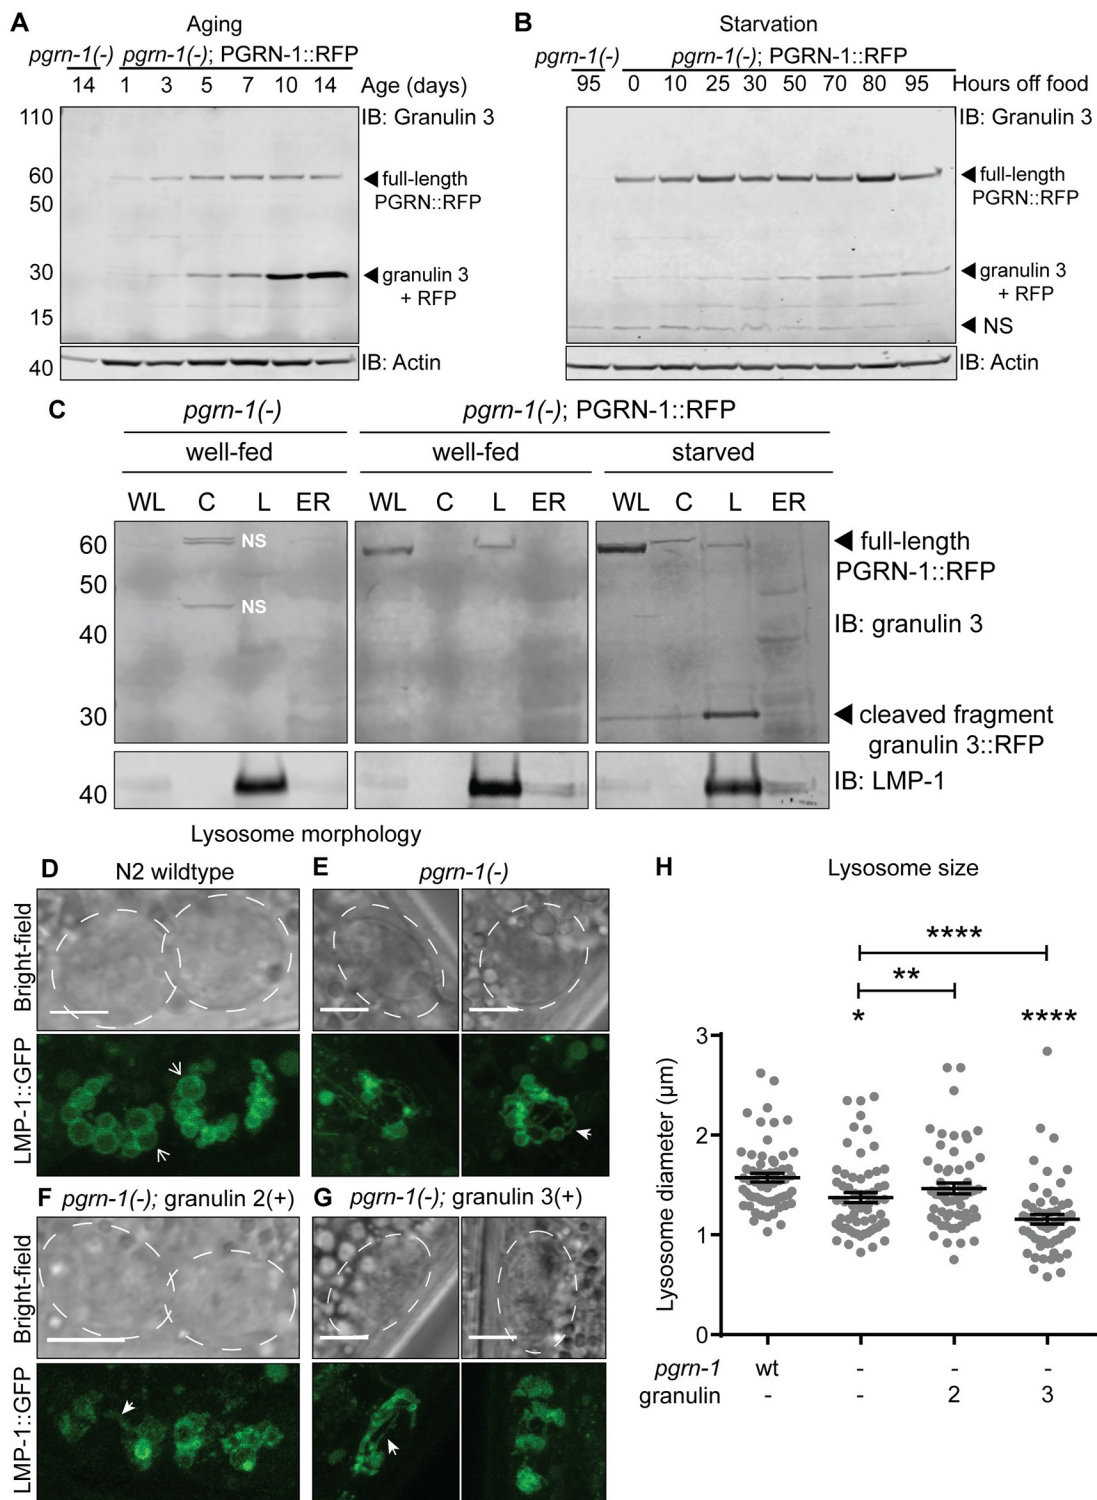 A
Aging
pgrn-1(-) pgrn-1(-); PGRN-1::RFP
14 1 3 5 7 10 14 Age (days)
110
60
50
30
15
40
IB: Granulin 3
full-length
PGRN::RFP
granulin 3
+ RFP
IB: Actin
B
Starvation
pgrn-1(-) pgrn-1(-); PGRN-1::RFP
95 0 10 25 30 50 70 80 95 Hours off food
IB: Granulin 3
full-length
PGRN::RFP
granulin 3
+ RFP
NS
IB: Actin
C
pgrn-1(-)
pgrn-1(-); PGRN-1::RFP
well-fed
well-fed
starved
WL C L ER
WL C L ER
WL C L ER
60
50
40
30
40
NS
NS
full-length
PGRN-1::RFP
IB: granulin 3
cleaved fragment
granulin 3::RFP
IB: LMP-1
Lysosome morphology
D
N2 wildtype
Bright-field
LMP-1::GFP
E
pgrn-1(-)
F
pgrn-1(-); granulin 2(+)
Bright-field
LMP-1::GFP
G
pgrn-1(-); granulin 3(+)
H
Lysosome size
****
**
*
****
Lysosome diameter (µm)
3
2
1
0
pgrn-1 wt - - -
granulin - - 2 3